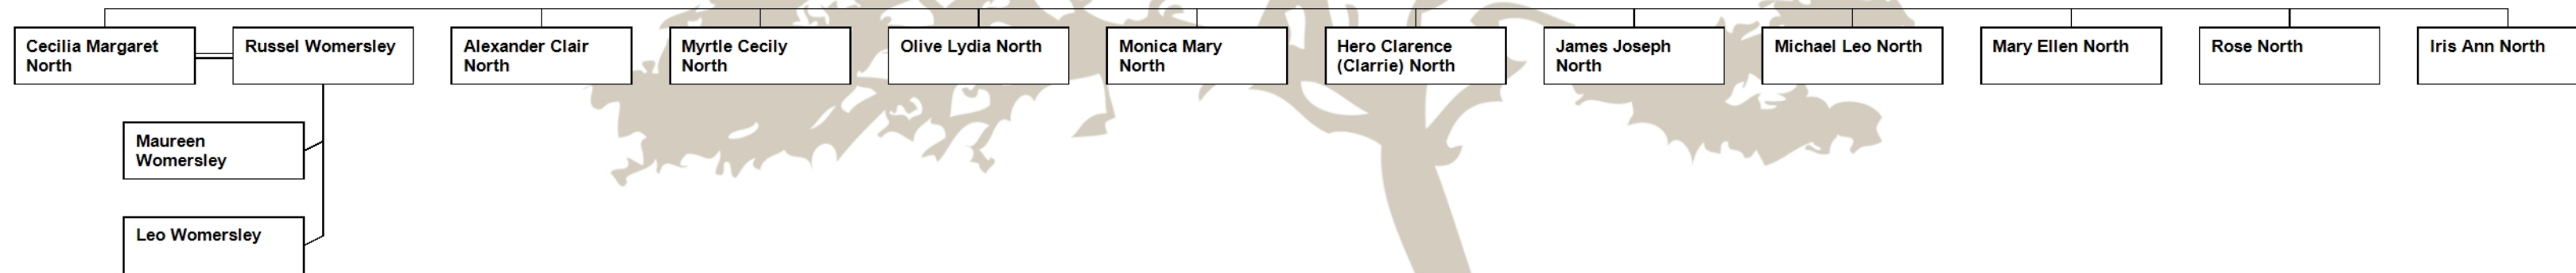 Cecilia Margaret
North
Russel Womersley
Alexander Clair
North
Myrtle Cecily
North
Olive Lydia North
Monica Mary
North
Hero Clarence
(Clarrie) North
James Joseph
North
Michael Leo North
Mary Ellen North
Rose North
Iris Ann North
Maureen
Womersley
Leo Womersley